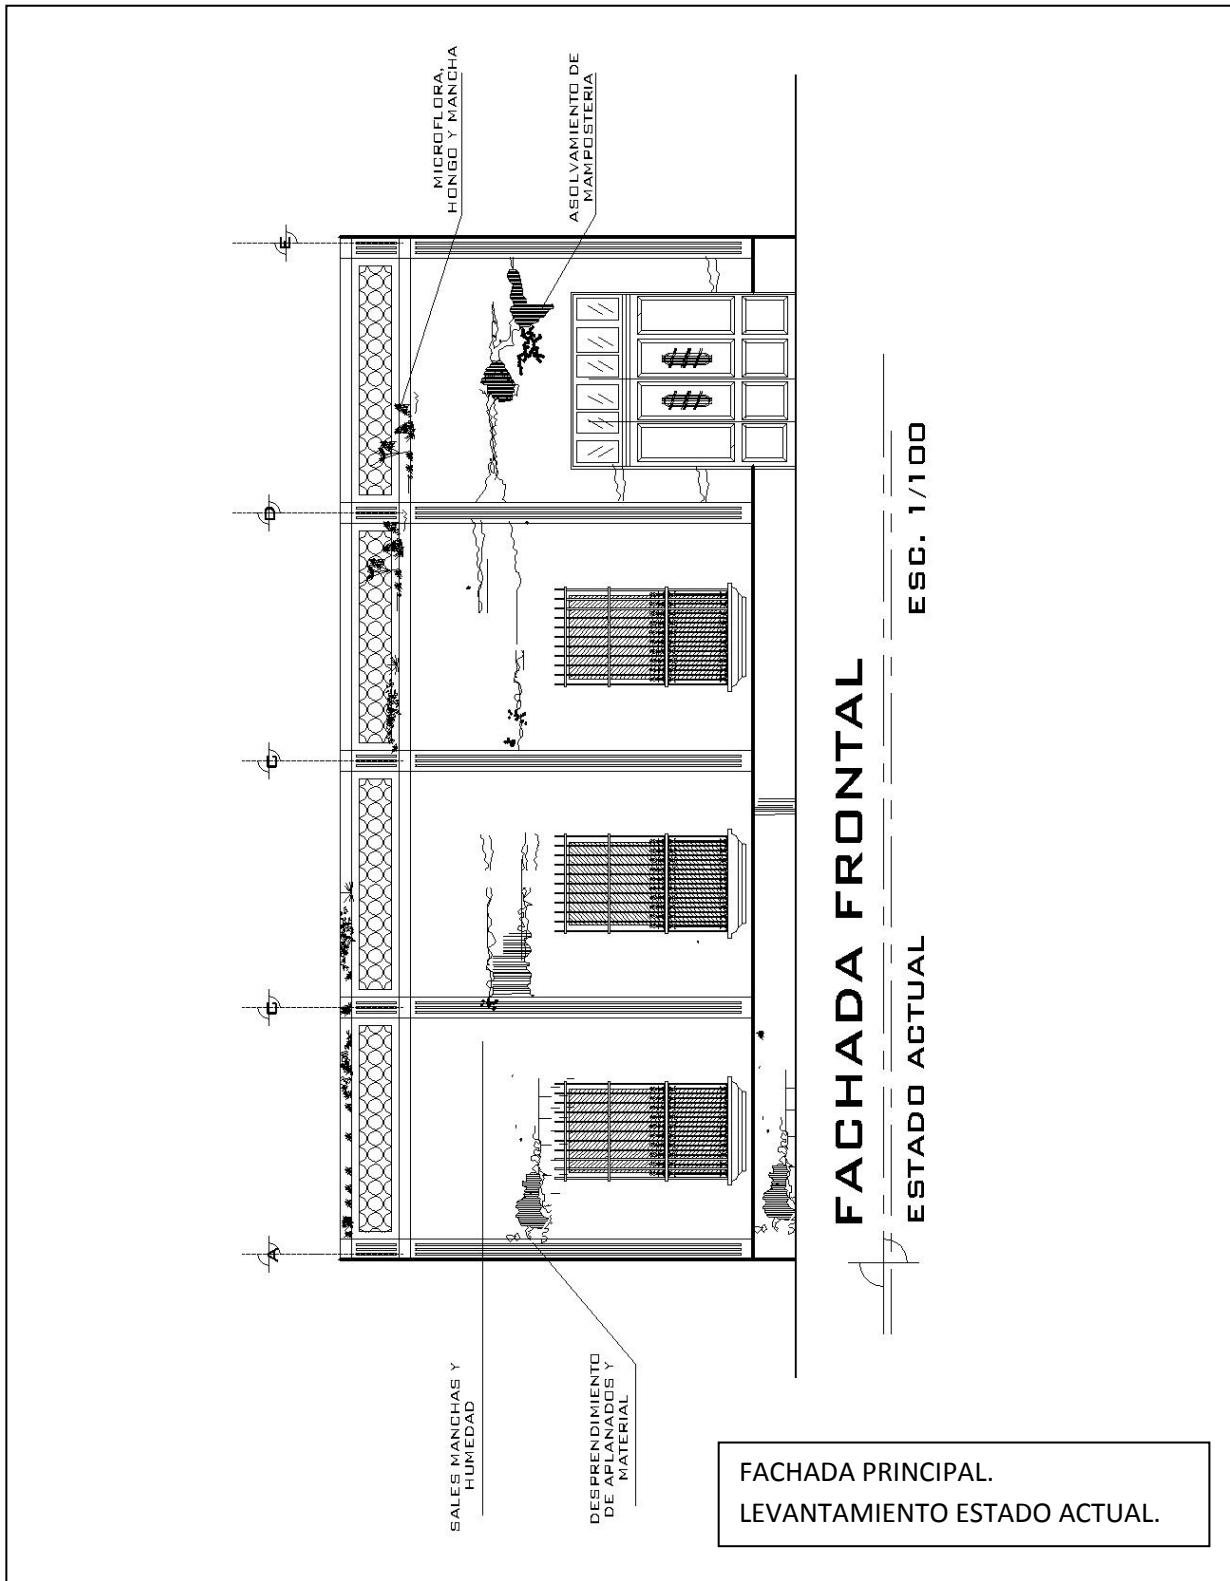 MICROFLORA,
HONGO Y MANCHA
ASOLVAMIENTO DE
MAMPOSTERIA
E
D
C
C
A
SALES MANCHAS Y
HUMEDAD
DESPRENDIMIENTO
DE APLANADOS Y
MATERIAL
FACHADA FRONTAL
ESTADO ACTUAL
ESC. 1/100
FACHADA PRINCIPAL.
LEVANTAMIENTO ESTADO ACTUAL.